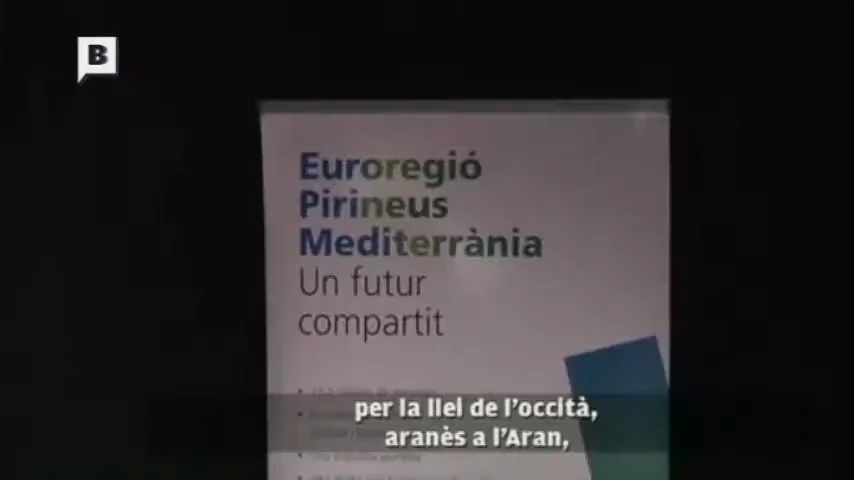 B
Euroregió
Pirineus
Mediterrània
Un futur
compartit
per la llei de l'occità,
aranès a l'Aran,